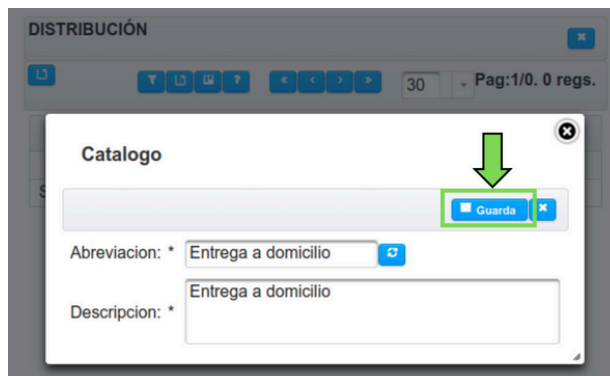 DISTRIBUCIÓN
30 Pag:1/0. 0 regs.
Catalogo
Guarda
Abreviacion: * Entrega a domicilio
Entrega a domicilio
Descripcion: *